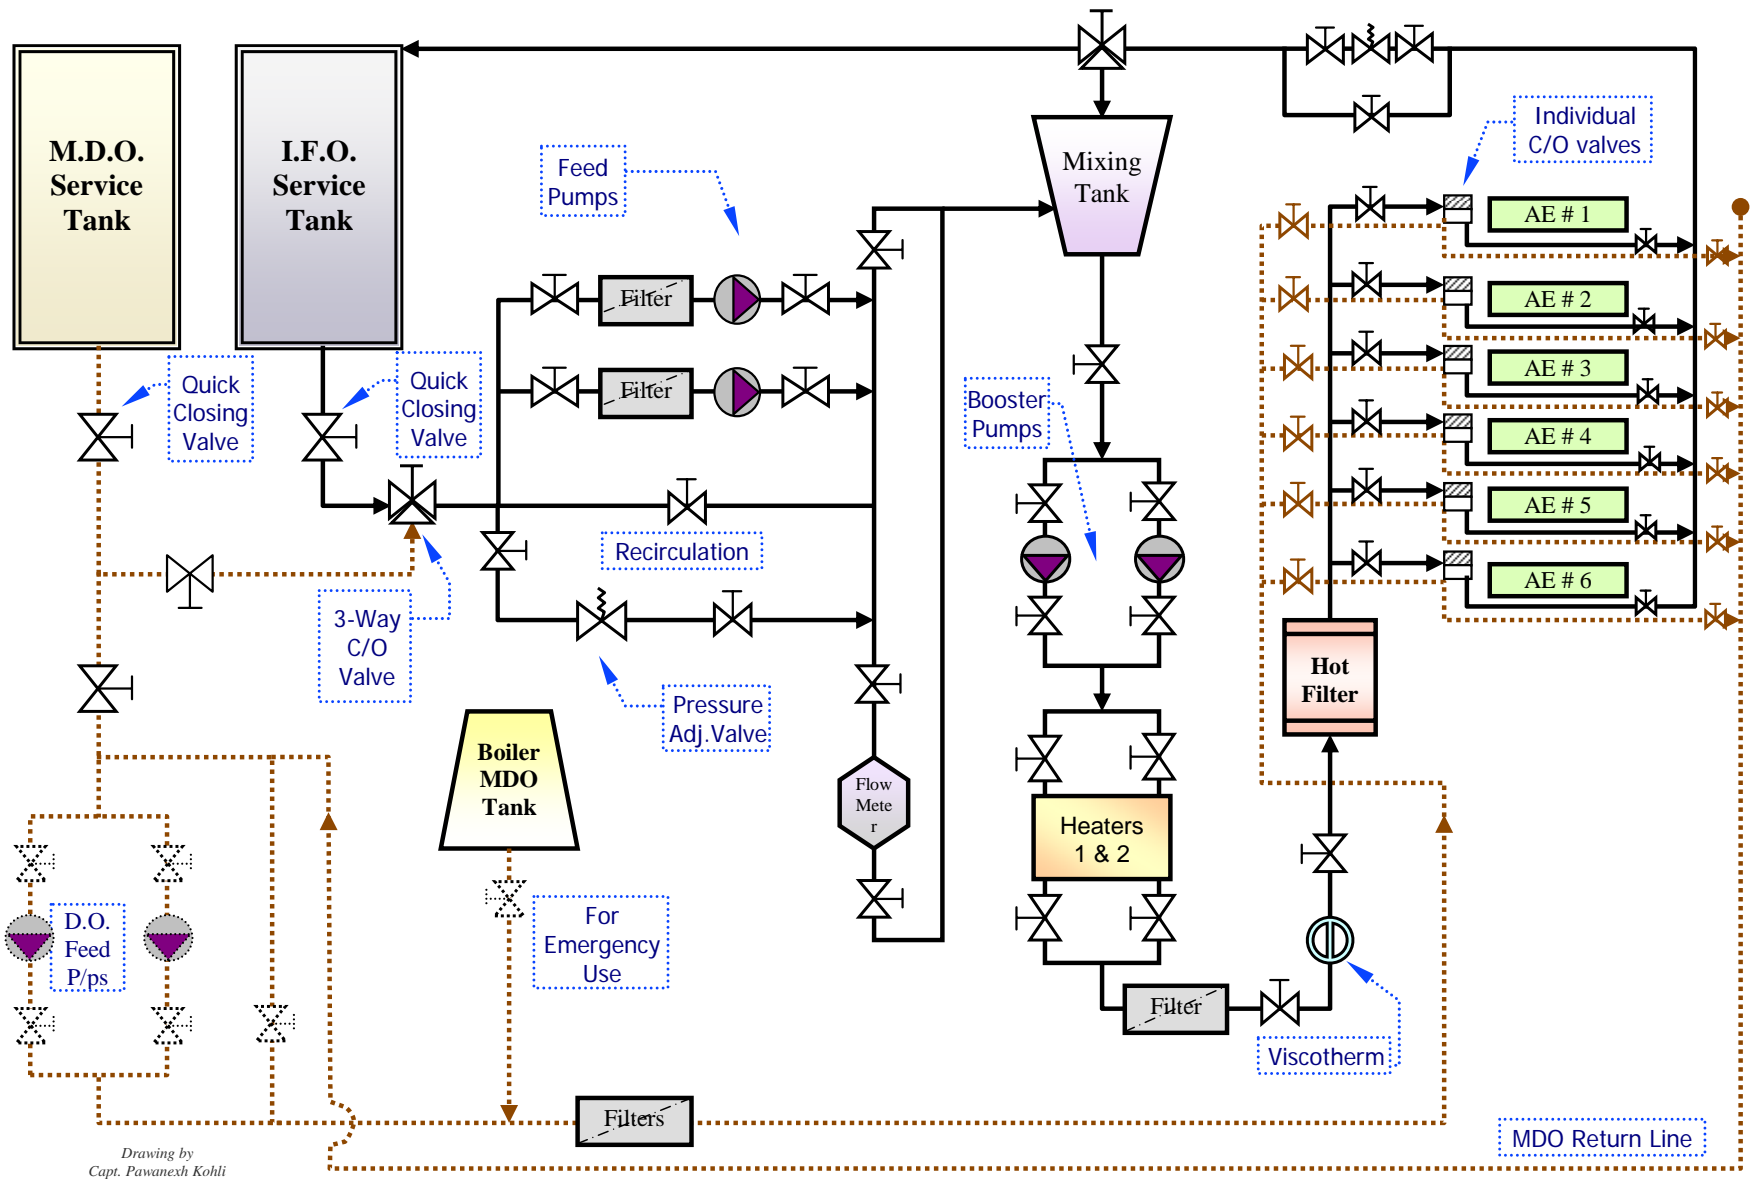 M.D.O.
Service
Tank
I.F.O.
Service
Tank
Feed
Pumps
Mixing
Tank
Individual
C/O valves
AE # 1
AE # 2
AE # 3
AE # 4
AE # 5
AE # 6
Filter
Filter
Quick
Closing
Valve
Quick
Closing
Valve
Booster
Pumps
Recirculation
3-Way
C/O
Valve
Pressure
Adj.Valve
Hot
Filter
Boiler
MDO
Tank
Flow
Mete
r
Heaters
1 & 2
D.O.
Feed
P/ps
For
Emergency
Use
Filter
Viscotherm
Filters
MDO Return Line
Drawing by
Capt. Pawanexh Kohli